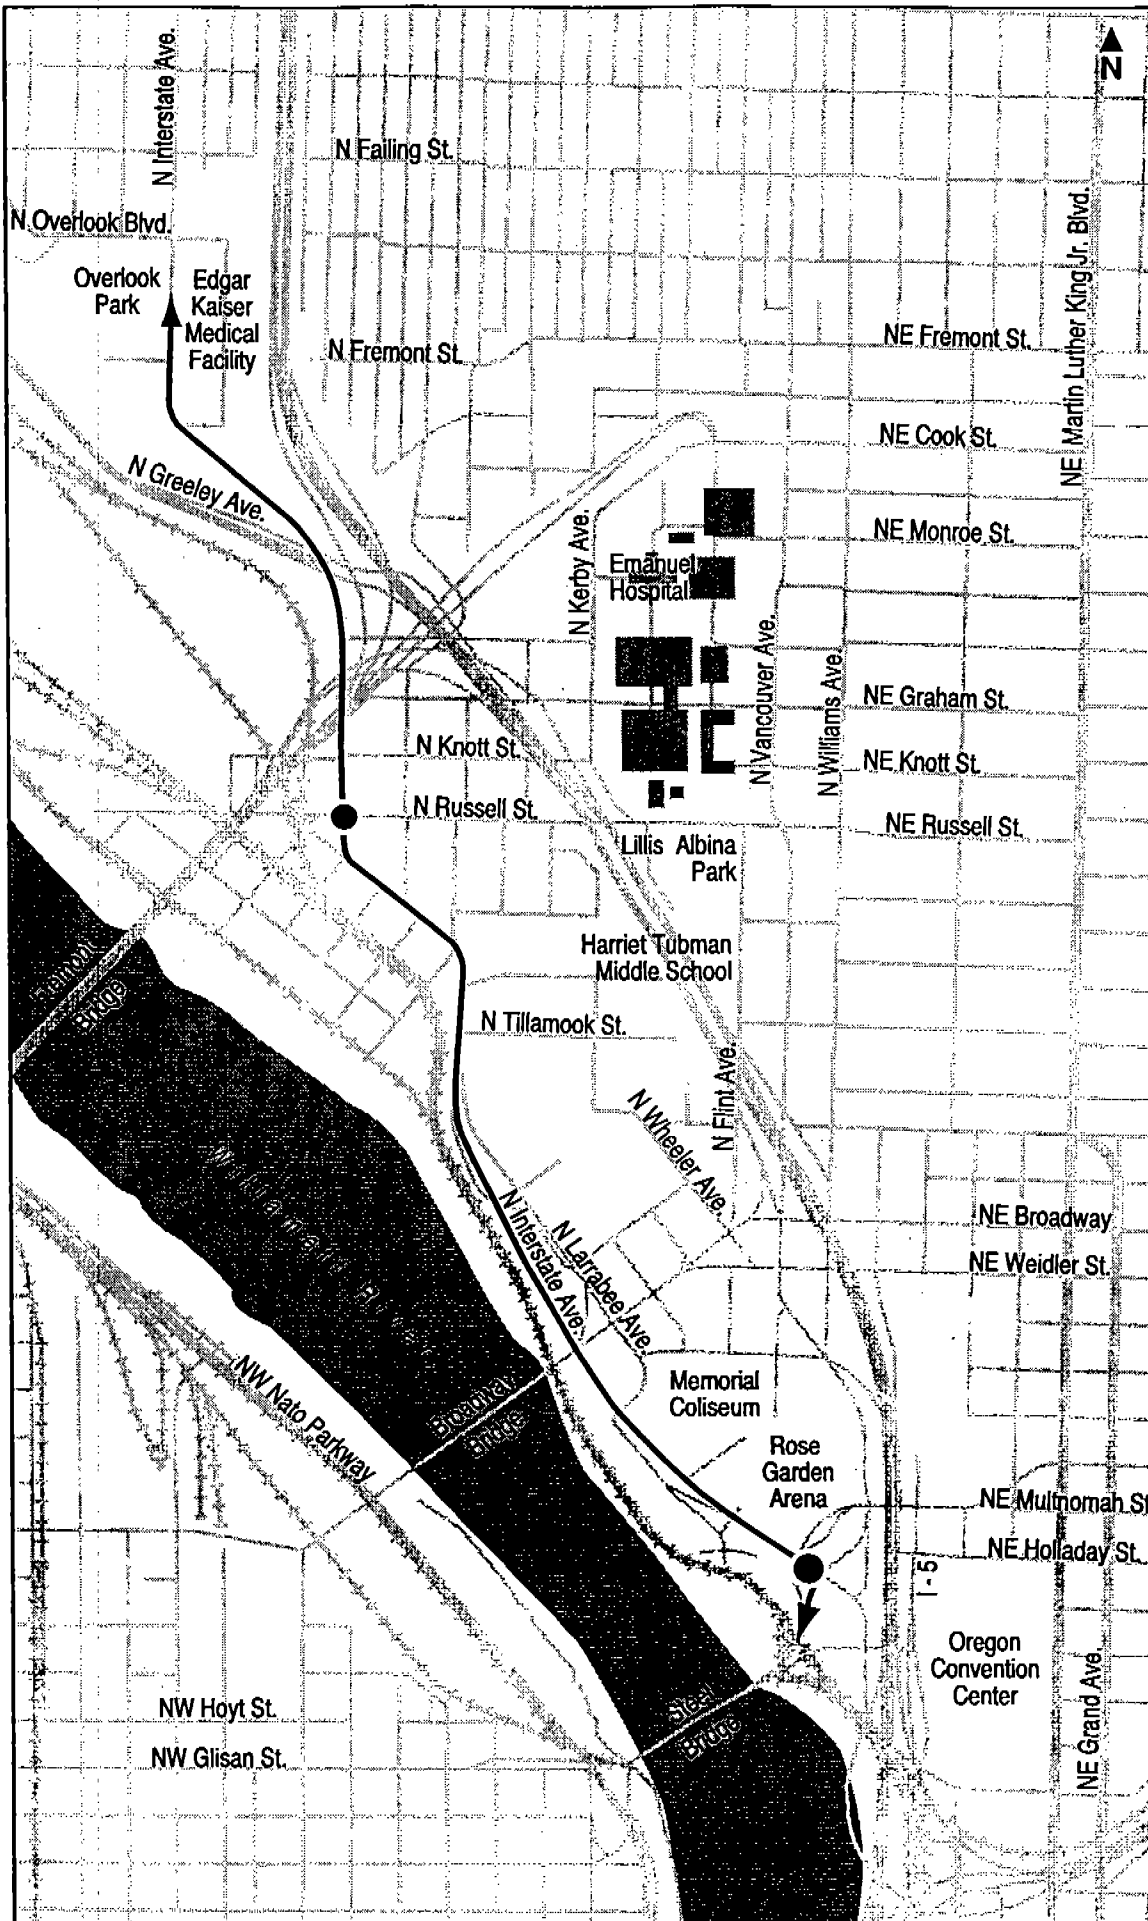 N
N Interstate Ave.
N Failing St.
N Overlook Blvd.
NE Martin Luther King Jr. Blvd.
Overlook
Park
Edgar
Kaiser
Medical
Facility
N Fremont St.
NE Fremont St.
NE Cook St.
N Greeley Ave.
N Kerby Ave.
NE Monroe St.
Emanuel
Hospital
N Vancouver Ave.
N Williams Ave.
NE Graham St.
N Knott St.
NE Knott St.
N Russell St.
NE Russell St.
Lillis Albina
Park
Harriet Tubman
Middle School
Fremont
Bridge
N Tillamook St.
N Flint Ave.
N Wheeler Ave.
Willamette River
N Interstate Ave.
N Larrabee Ave.
NE Broadway
NE Weidler St.
NW Nato Parkway
Broadway
Bridge
Memorial
Coliseum
Rose
Garden
Arena
NE Multnomah St
NE Holladay St.
I-5
Oregon
Convention
Center
NE Grand Ave.
Steel
Bridge
NW Hoyt St.
NW Glisan St.